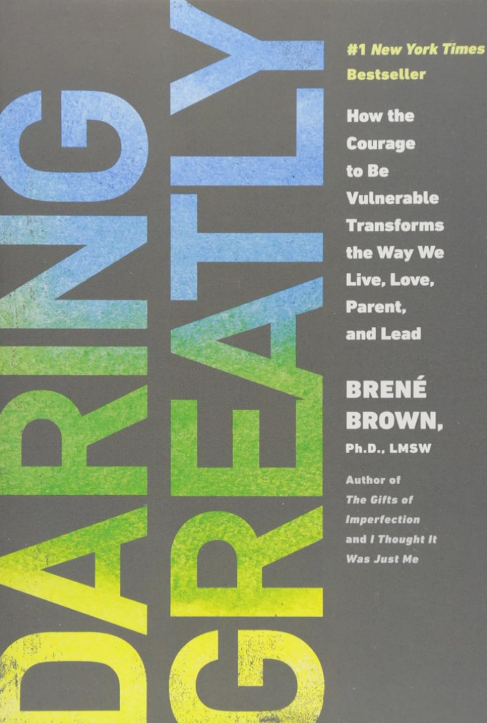 DARING
GREATLY
#1 New York Times
Bestseller
How the
Courage
to Be
Vulnerable
Transforms
the Way We
Live, Love,
Parent,
and Lead
BRENÉ
BROWN,
Ph.D., LMSW
Author of
The Gifts of
Imperfection
and I Thought It
Was Just Me